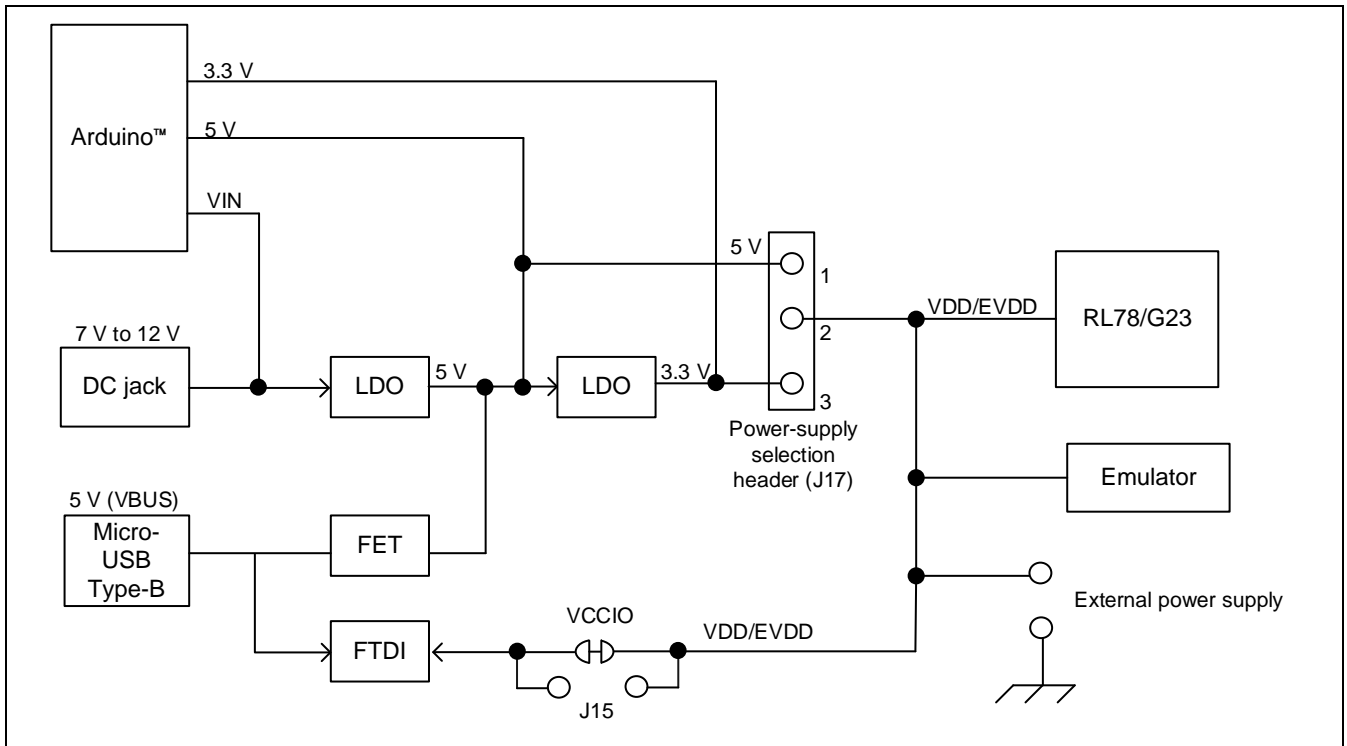 3.3 V
Arduino™
5 V
VIN
5 V
1
2
3
VDD/EVDD
RL78/G23
7 V to 12 V
DC jack
LDO
5 V
LDO
3.3 V
Power-supply
selection
header (J17)
Emulator
5 V (VBUS)
Micro-
USB
Type-B
FET
External power supply
VCCIO
VDD/EVDD
FTDI
J15